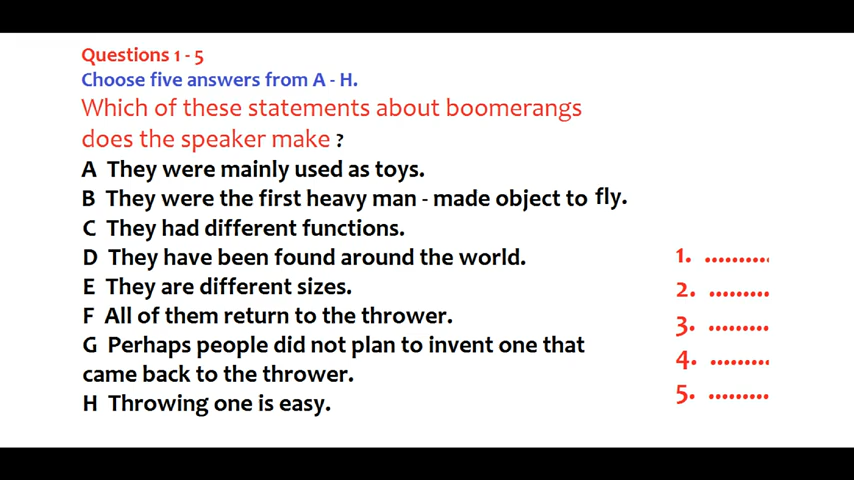 Questions 1 - 5
Choose five answers from A - H.
Which of these statements about boomerangs
does the speaker make ?
A They were mainly used as toys.
B They were the first heavy man - made object to fly.
C They had different functions.
D They have been found around the world.
E They are different sizes.
F All of them return to the thrower.
G Perhaps people did not plan to invent one that
came back to the thrower.
H Throwing one is easy.
1. ..........
2. .........
3. .........
4. .........
5. .........